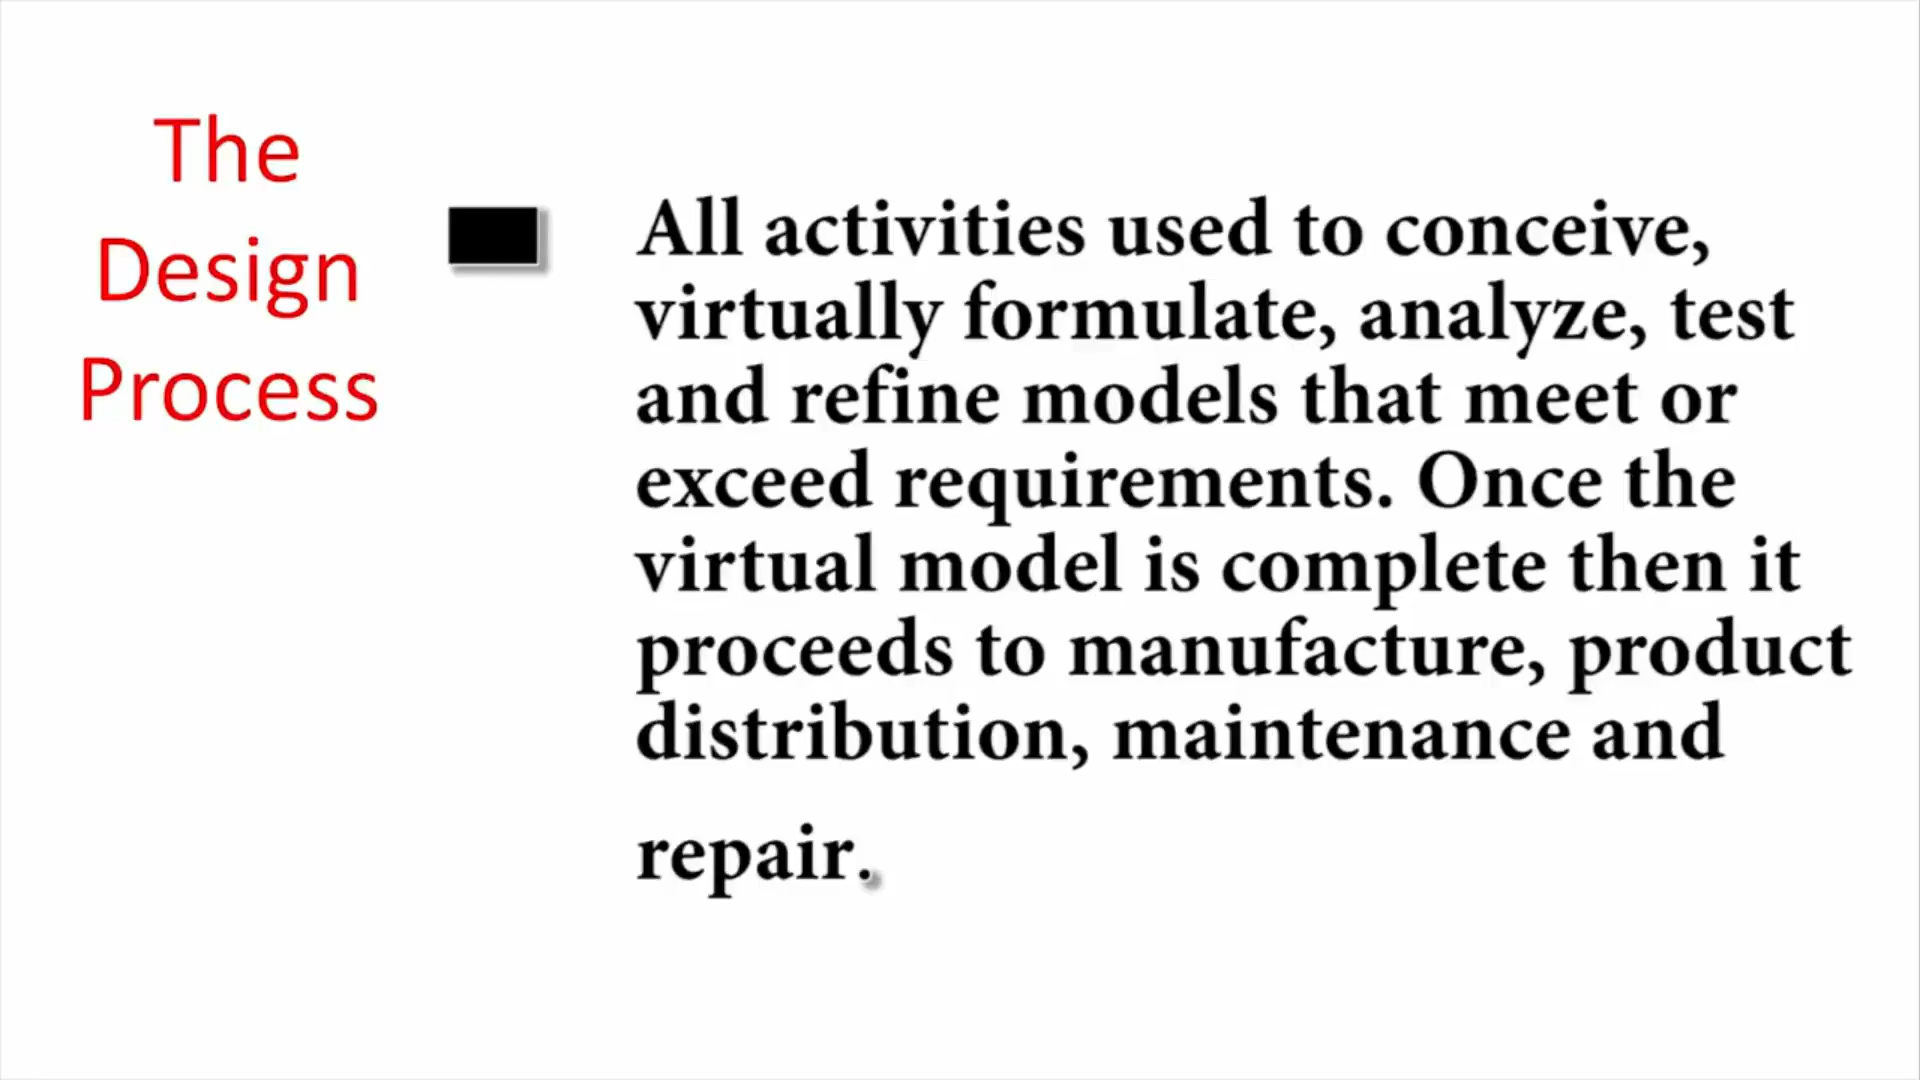 The
Design
Process
All activities used to conceive,
virtually formulate, analyze, test
and refine models that meet or
exceed requirements. Once the
virtual model is complete then it
proceeds to manufacture, product
distribution, maintenance and
repair.